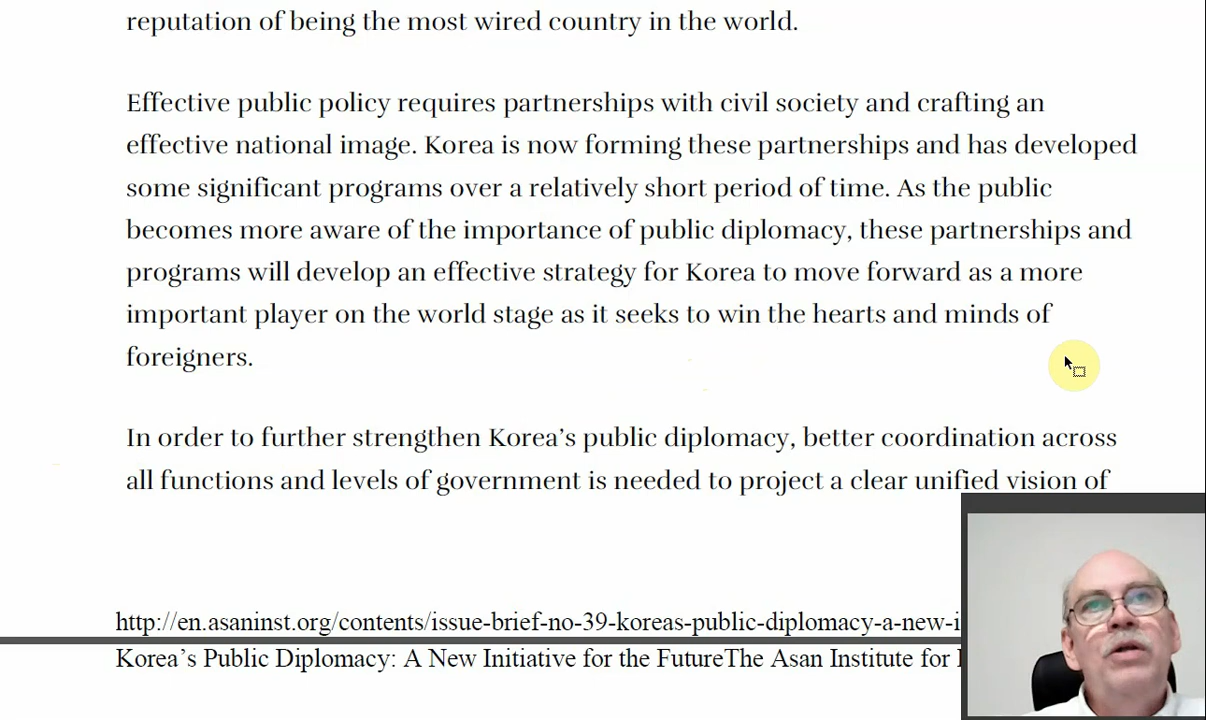 reputation of being the most wired country in the world.
Effective public policy requires partnerships with civil society and crafting an
effective national image. Korea is now forming these partnerships and has developed
some significant programs over a relatively short period of time. As the public
becomes more aware of the importance of public diplomacy, these partnerships and
programs will develop an effective strategy for Korea to move forward as a more
important player on the world stage as it seeks to win the hearts and minds of
foreigners.
In order to further strengthen Korea’s public diplomacy, better coordination across
all functions and levels of government is needed to project a clear unified vision of
http://en.asaninst.org/contents/issue-brief-no-39-koreas-public-diplomacy-a-new-i
Korea’s Public Diplomacy: A New Initiative for the FutureThe Asan Institute for